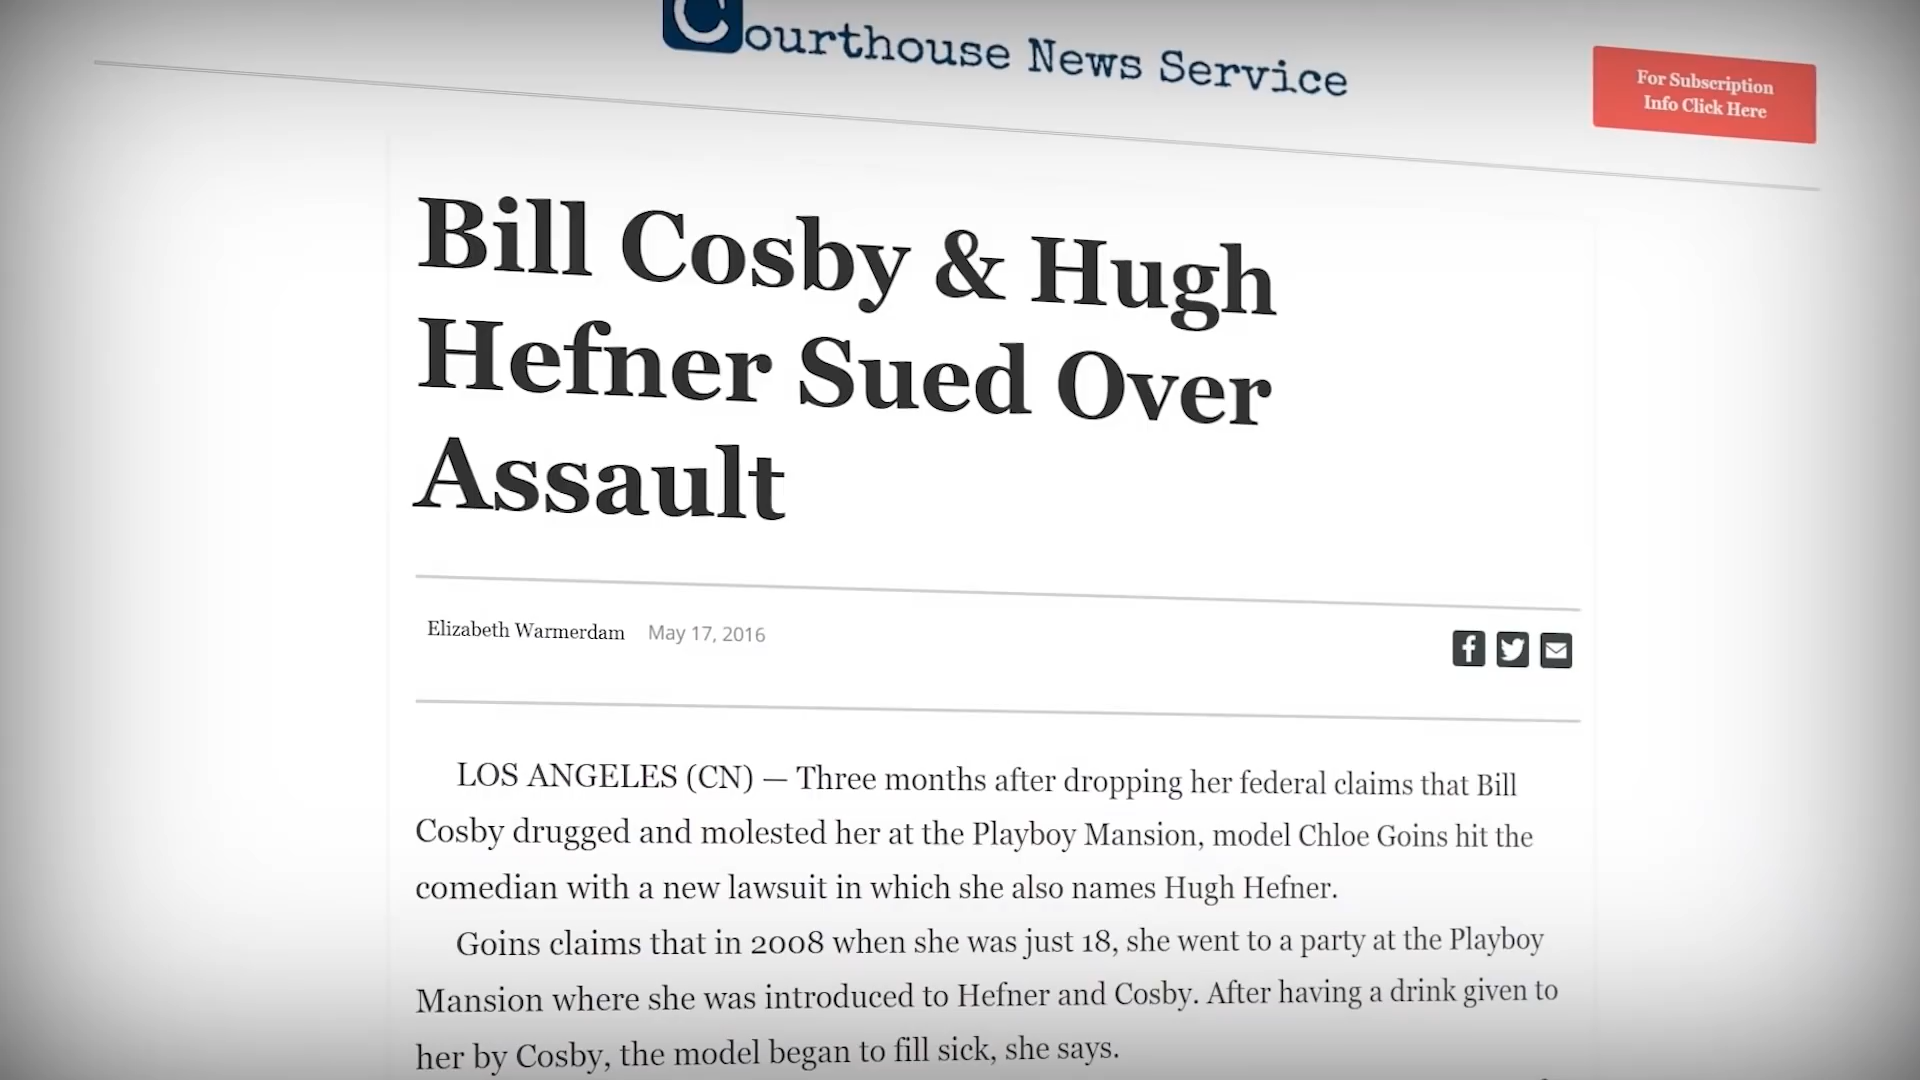 Courthouse News Service
For Subscription
Info Click Here
Bill Cosby & Hugh
Hefner Sued Over
Assault
Elizabeth Warmerdam May 17, 2016
LOS ANGELES (CN) — Three months after dropping her federal claims that Bill
Cosby drugged and molested her at the Playboy Mansion, model Chloe Goins hit the
comedian with a new lawsuit in which she also names Hugh Hefner.
Goins claims that in 2008 when she was just 18, she went to a party at the Playboy
Mansion where she was introduced to Hefner and Cosby. After having a drink given to
her by Cosby, the model began to fill sick, she says.